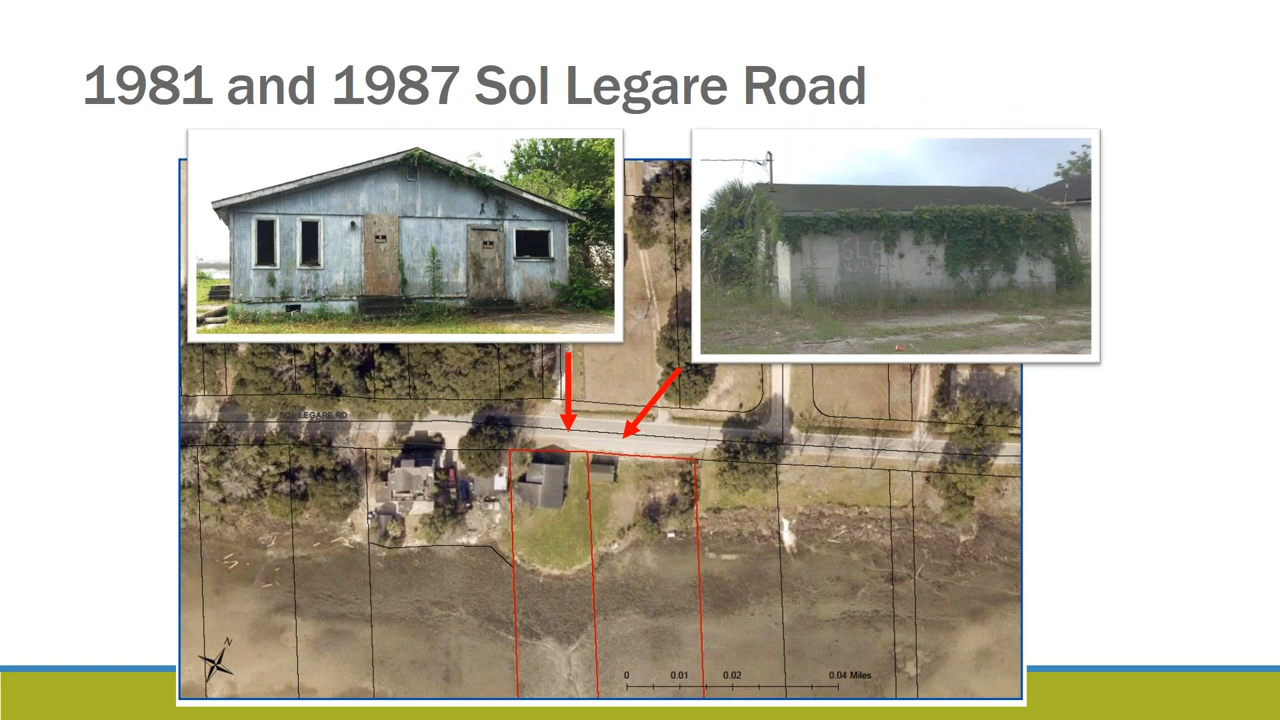 1981 and 1987 Sol Legare Road
SOL LEGARE RD
N
0 0.01 0.02 0.04 Miles